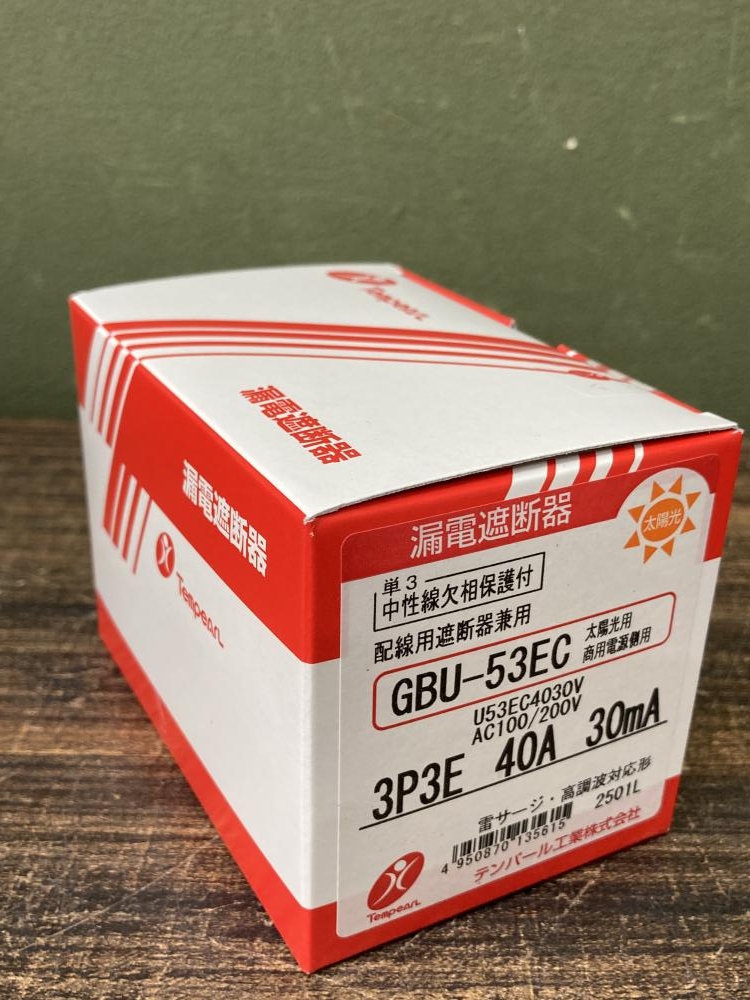 Tempearl
漏電遮断器
漏電遮断器
Tempearl
漏電遮断器
太陽光
単3
中性線欠相保護付
配線用遮断器兼用
GBU-53EC
太陽光用
商用電源側用
U53EC4030V
AC100/200V
3P3E 40A 30mA
雷サージ・高調波対応形
2501L
4 950870 135615
テンパール工業株式会社
Tempearl